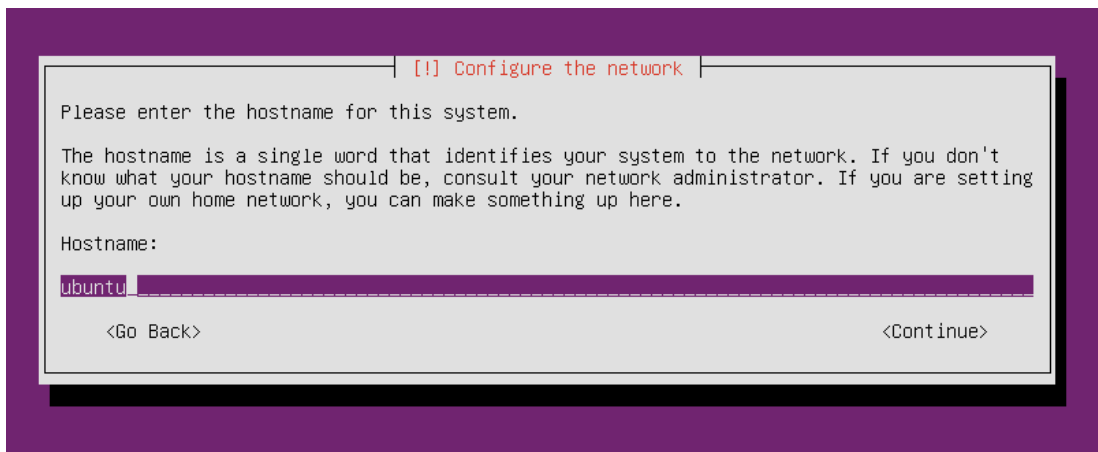 [!] Configure the network
Please enter the hostname for this system.
The hostname is a single word that identifies your system to the network. If you don't
know what your hostname should be, consult your network administrator. If you are setting
up your own home network, you can make something up here.
Hostname:
ubuntu
<Go Back> <Continue>